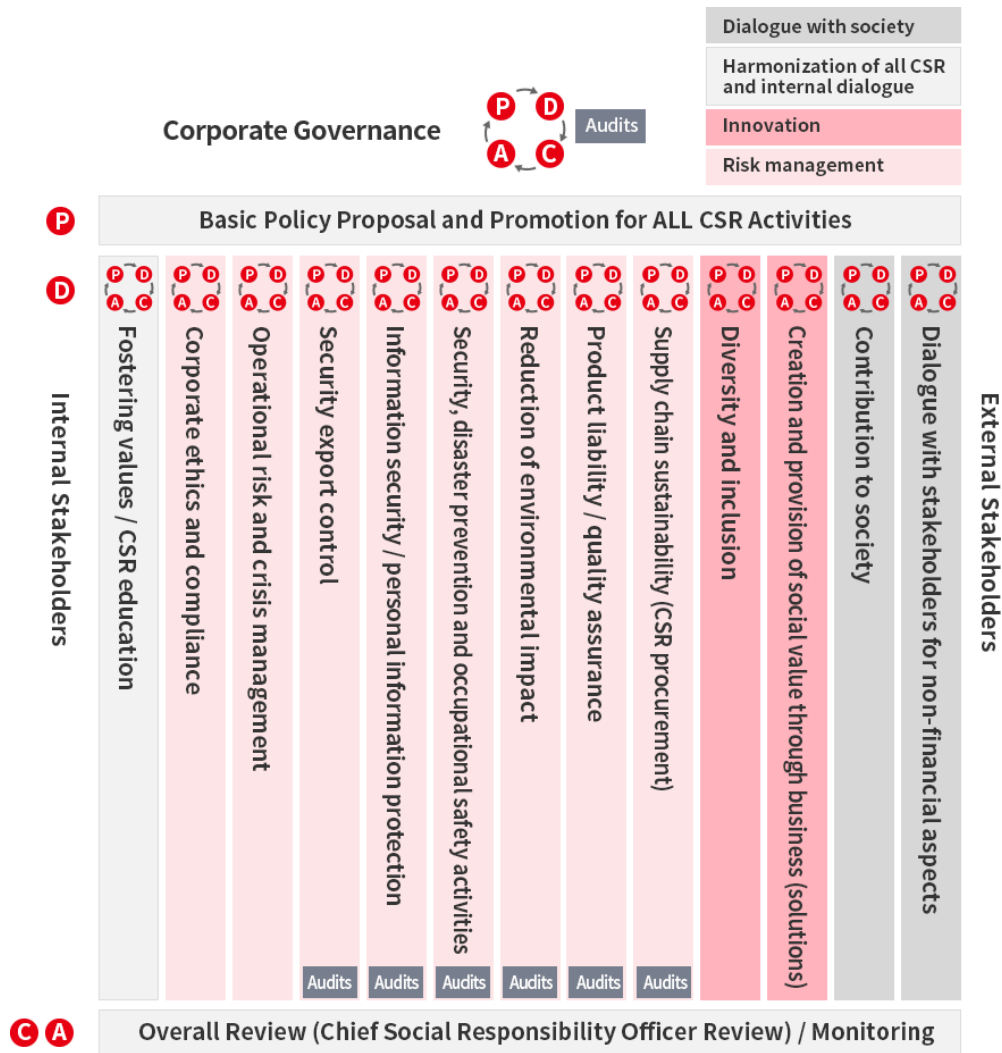 Dialogue with society
Harmonization of all CSR
and internal dialogue
Innovation
Risk management
Corporate Governance
P
D
A
C
Audits
P
Basic Policy Proposal and Promotion for ALL CSR Activities
D
P D
A C
P D
A C
P D
A C
P D
A C
P D
A C
P D
A C
P D
A C
P D
A C
P D
A C
P D
A C
P D
A C
P D
A C
P D
A C
Internal Stakeholders
Fostering values / CSR education
Corporate ethics and compliance
Operational risk and crisis management
Security export control
Information security / personal information protection
Security, disaster prevention and occupational safety activities
Reduction of environmental impact
Product liability / quality assurance
Supply chain sustainability (CSR procurement)
Diversity and inclusion
Creation and provision of social value through business (solutions)
Contribution to society
Dialogue with stakeholders for non-financial aspects
External Stakeholders
Audits
Audits
Audits
Audits
Audits
Audits
C A
Overall Review (Chief Social Responsibility Officer Review) / Monitoring